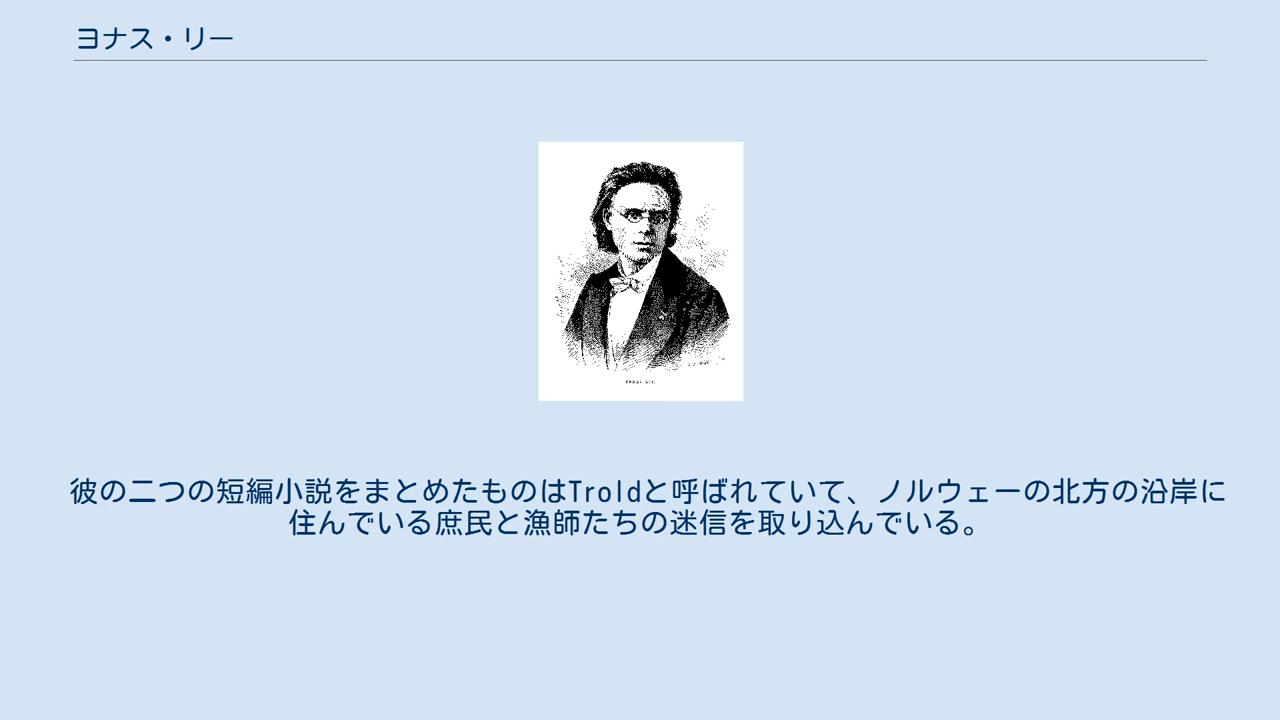 ヨナス・リー
彼の二つの短編小説をまとめたものはTroldと呼ばれていて、ノルウェーの北方の沿岸に
住んでいる庶民と漁師たちの迷信を取り込んでいる。